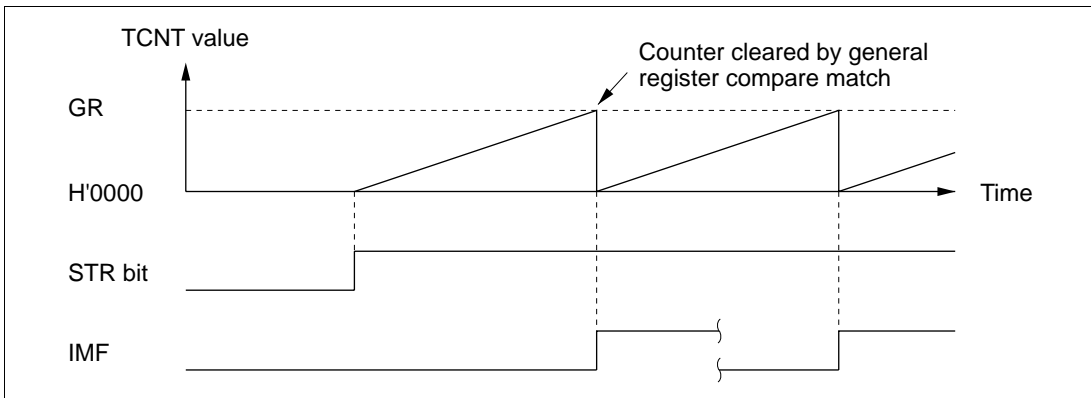 TCNT value
Counter cleared by general
register compare match
GR
H'0000
Time
STR bit
IMF